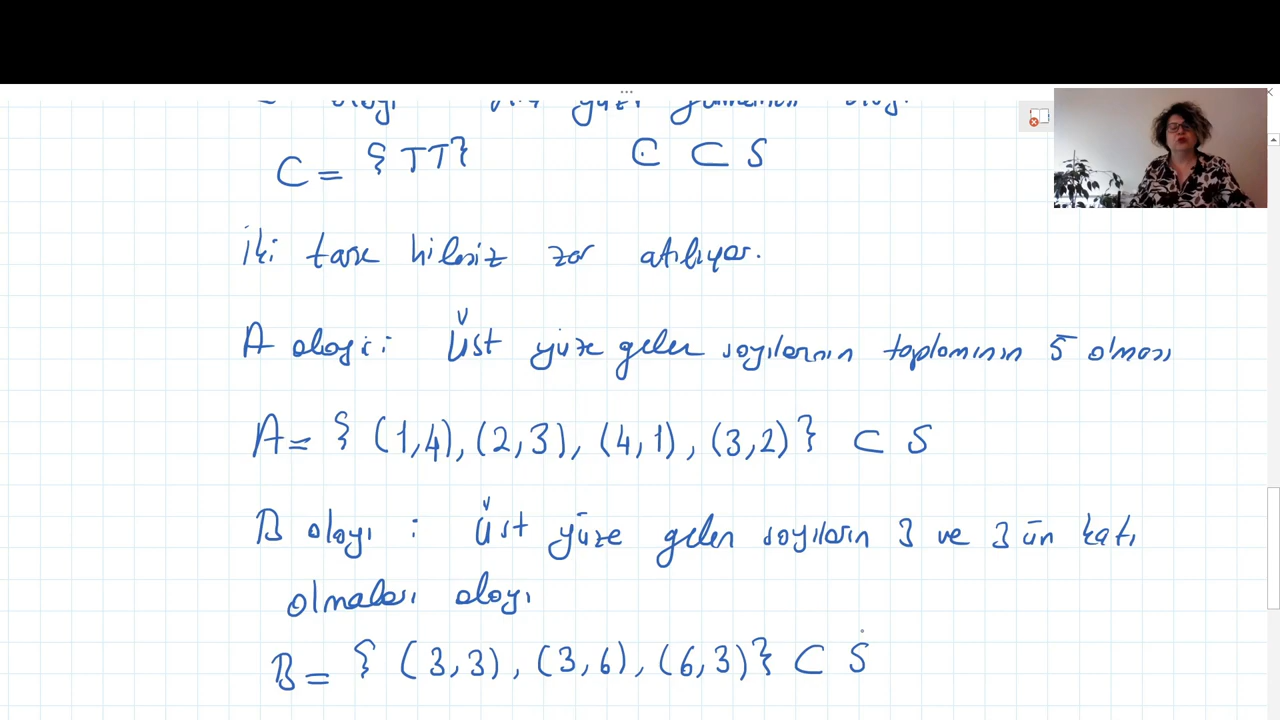 C = {TT} C ⊂ S
İki tane hilesiz zar atılıyor.
A olayı: Üst yüze gelen sayılarının toplamının 5 olması
A = { (1,4), (2,3), (4,1), (3,2)} ⊂ S
B olayı : Üst yüze gelen sayıların 3 ve 3 ün katı
olmaları olayı
B = { (3,3), (3,6), (6,3)} ⊂ S